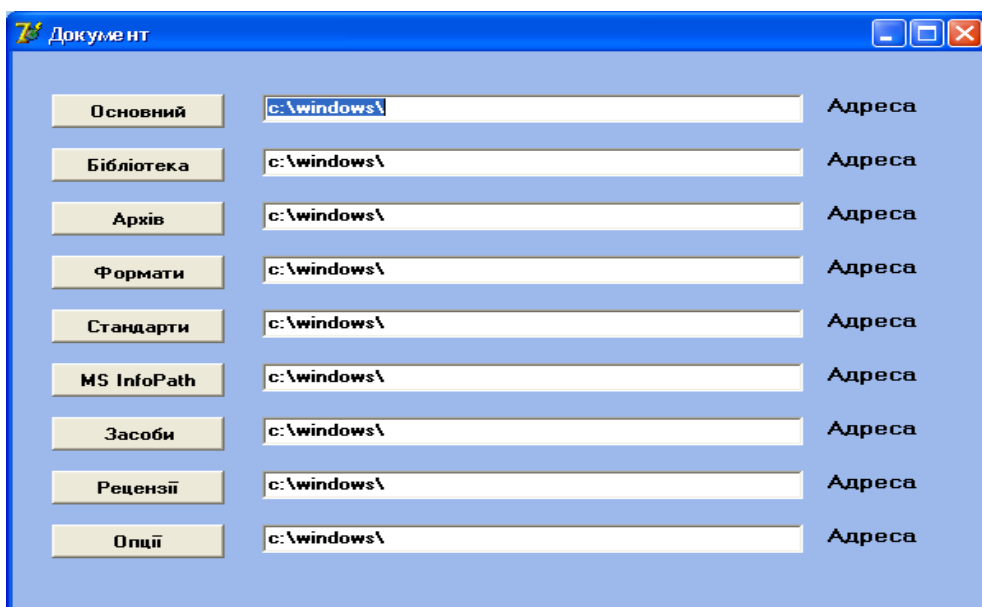 Документ
Основний c:\windows\ Адреса
Бібліотека c:\windows\ Адреса
Архів c:\windows\ Адреса
Формати c:\windows\ Адреса
Стандарти c:\windows\ Адреса
MS InfoPath c:\windows\ Адреса
Засоби c:\windows\ Адреса
Рецензії c:\windows\ Адреса
Опції c:\windows\ Адреса